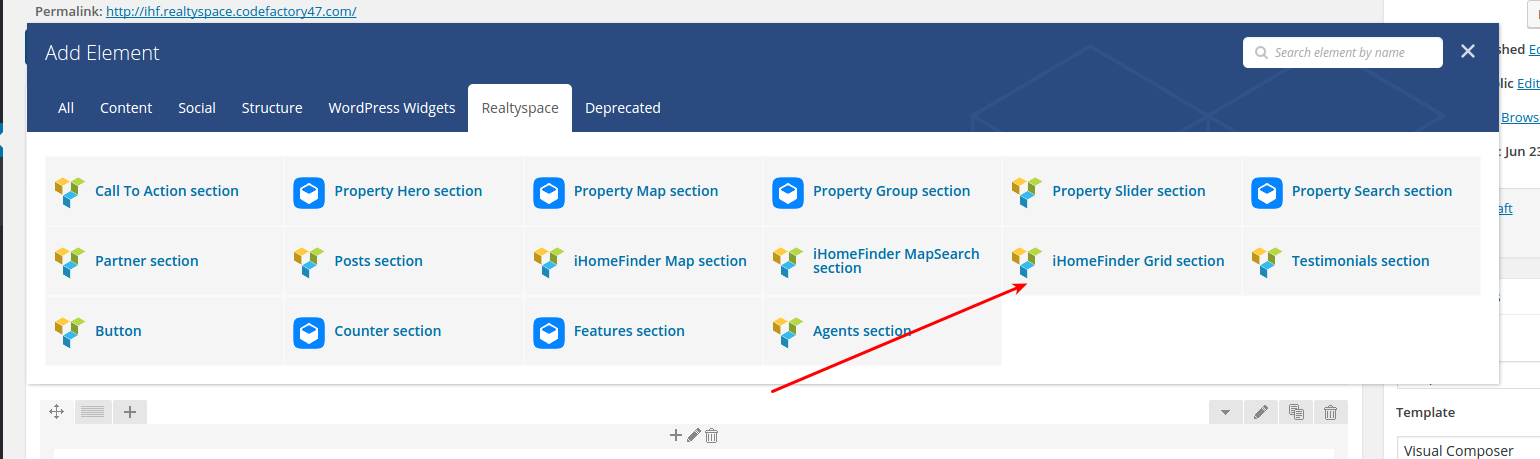 Permalink: http://ihf.realtyspace.codefactory47.com/
Add Element
Search element by name
All Content Social Structure WordPress Widgets Realtyspace Deprecated
Call To Action section Property Hero section Property Map section Property Group section Property Slider section Property Search section
Partner section Posts section iHomeFinder Map section iHomeFinder MapSearch section iHomeFinder Grid section Testimonials section
Button Counter section Features section Agents section
shed Ed
lic Edit
Brows
: Jun 23
aft
s
Template
Visual Composer